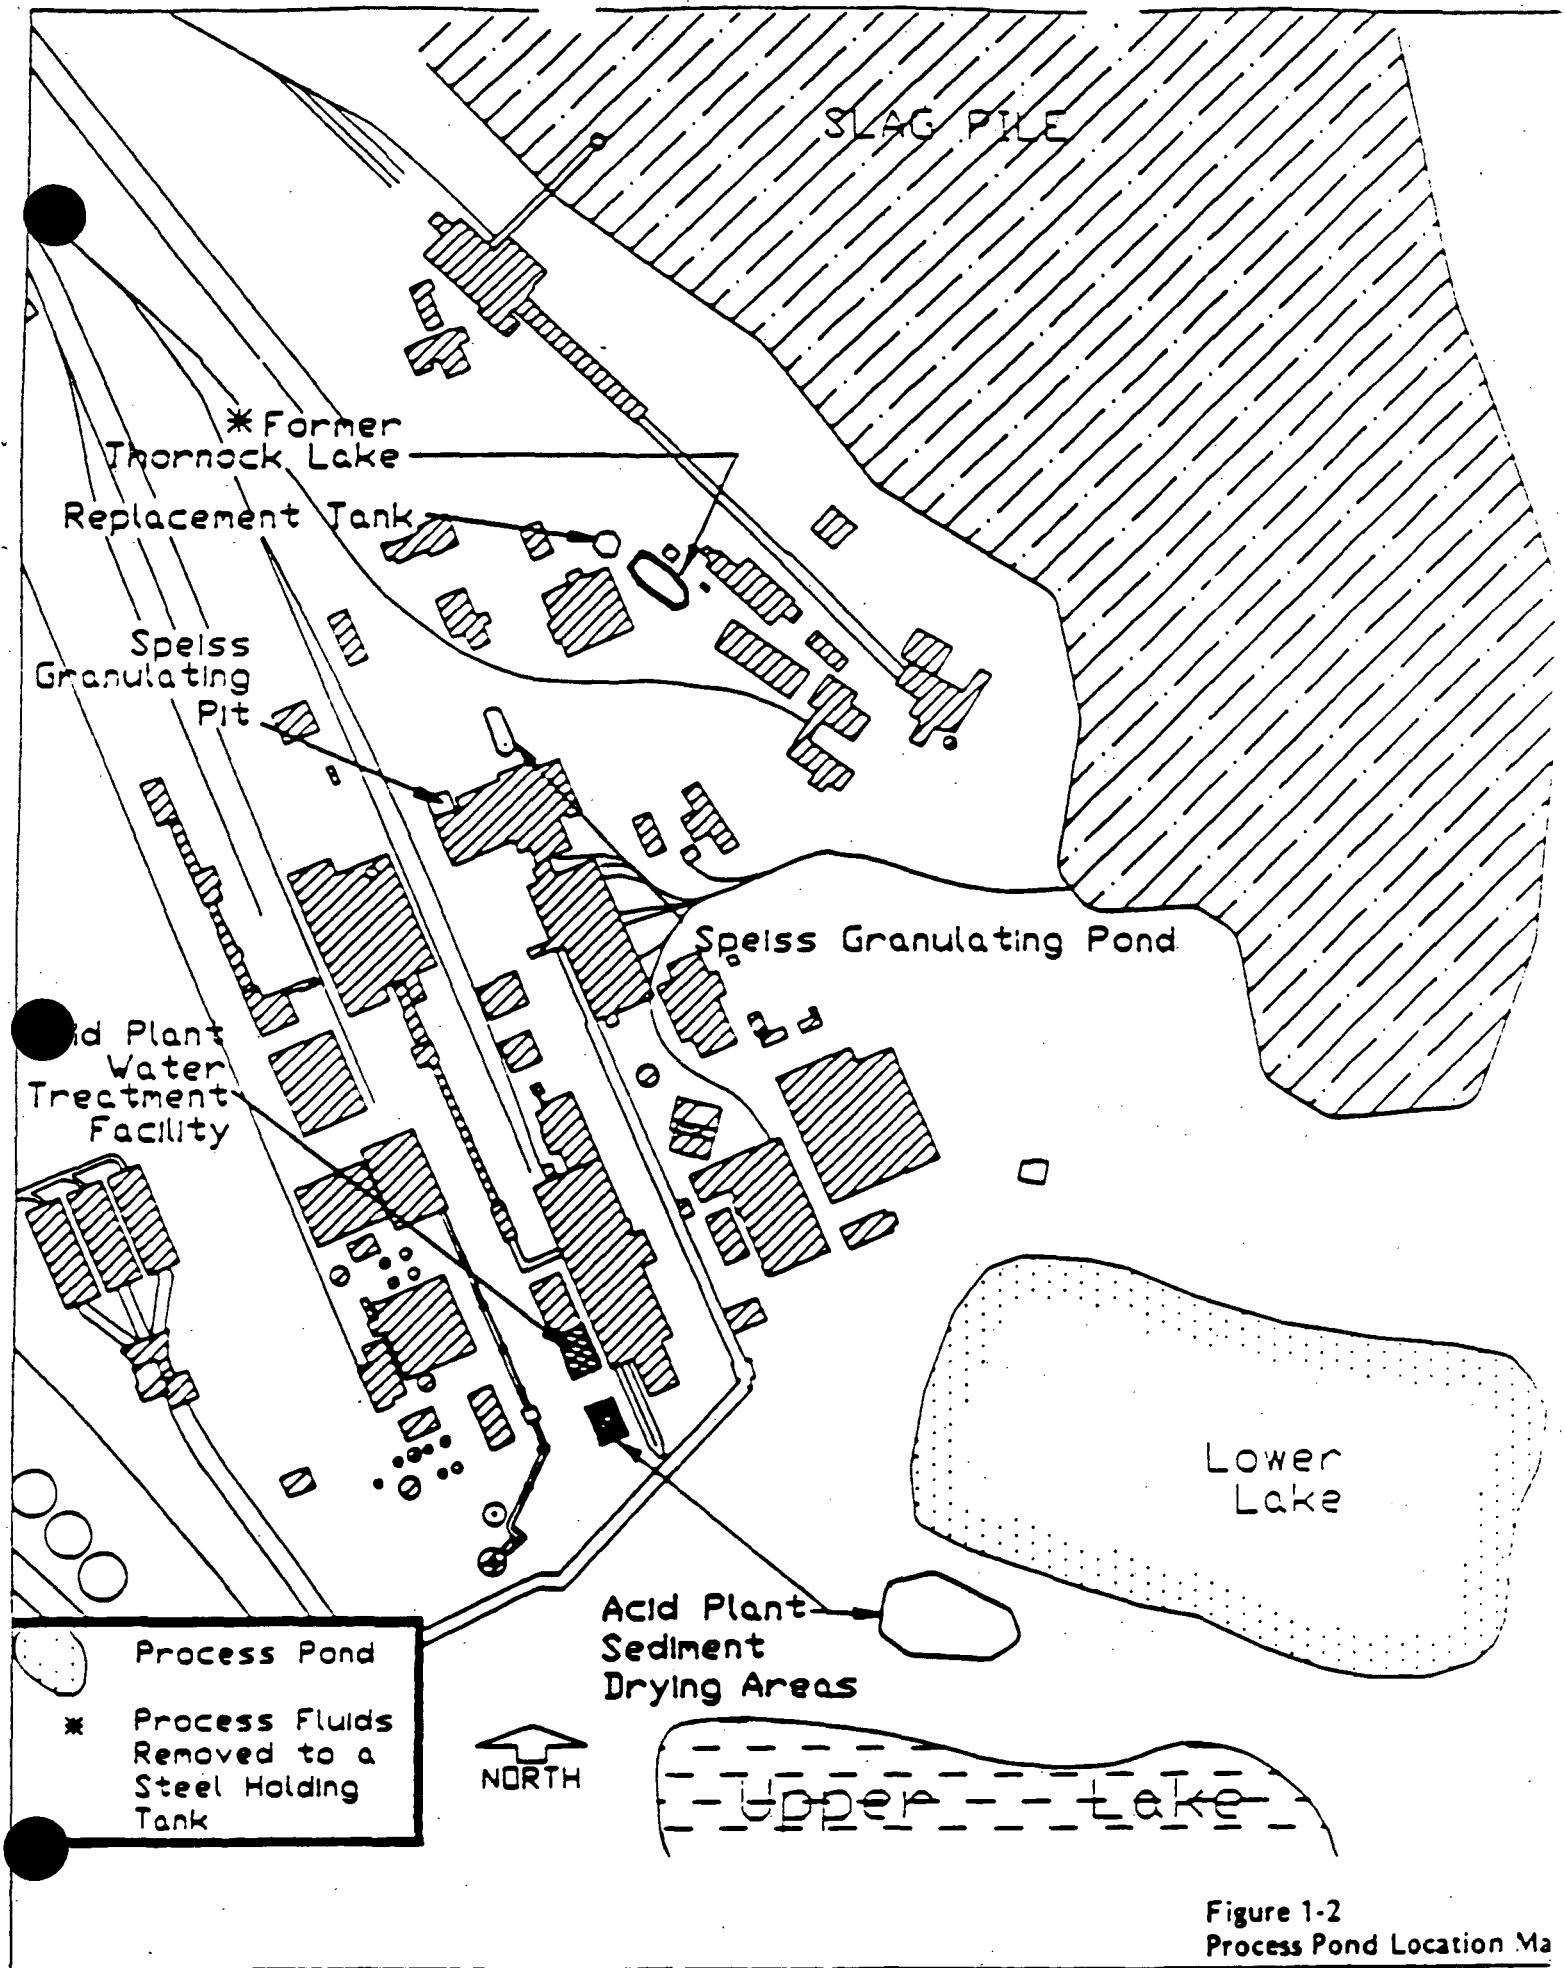 SLAG PILE
* Former
Thornock Lake
Replacement Tank
Speiss
Granulating
Pit
Speiss Granulating Pond
id Plant
Water
Treatment
Facility
Lower
Lake
Acid Plant
Sediment
Drying Areas
Process Pond
* Process Fluids
Removed to a
Steel Holding
Tank
NORTH
Upper Lake
Figure 1-2
Process Pond Location Ma